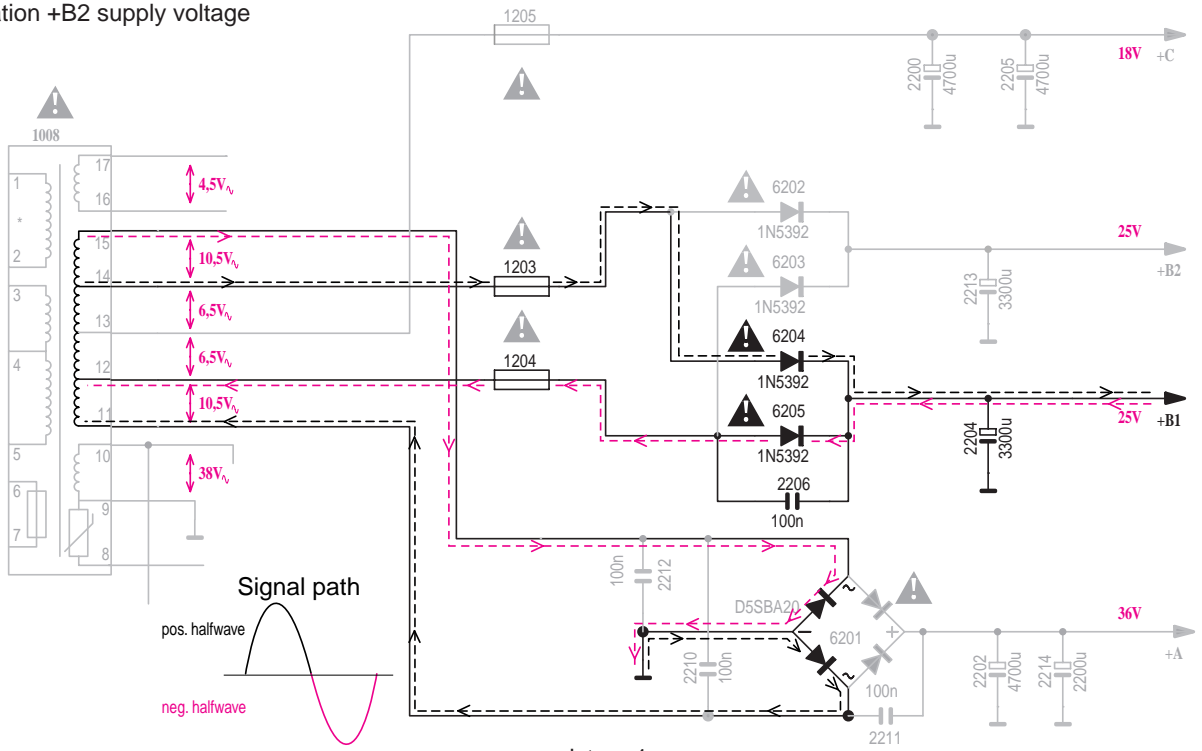 ation +B2 supply voltage
1205
18V
+C
2200
4700u
2205
4700u
1008
17
4,5V
16
1
*
2
15
10,5V
14
3
6,5V
13
4
6,5V
12
10,5V
11
5
10
38V
6
9
7
8
1203
1204
6202
1N5392
6203
1N5392
25V
+B2
2213
3300u
6204
1N5392
6205
1N5392
25V
+B1
2204
3300u
2206
100n
100n
2212
D5SBA20
~
−
+
6201
~
2210
100n
100n
2211
36V
+A
2202
4700u
2214
2200u
Signal path
pos. halfwave
neg. halfwave